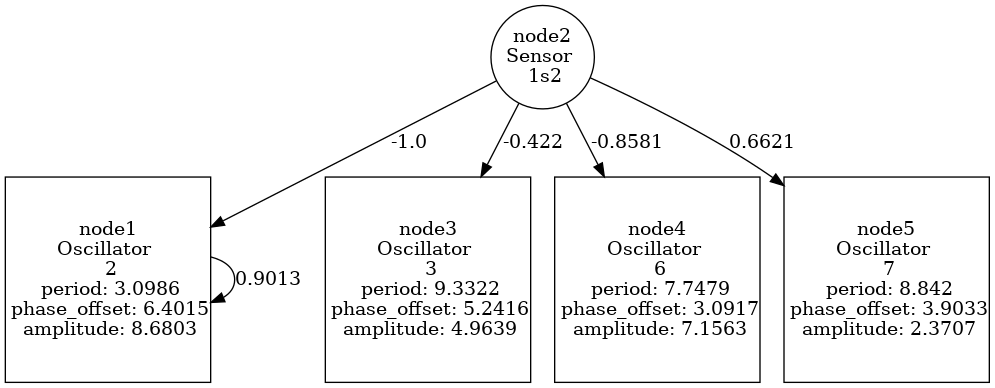 node2
Sensor
1s2
-1.0
-0.422
-0.8581
0.6621
node1
Oscillator
2
period: 3.0986
phase_offset: 6.4015
amplitude: 8.6803
0.9013
node3
Oscillator
3
period: 9.3322
phase_offset: 5.2416
amplitude: 4.9639
node4
Oscillator
6
period: 7.7479
phase_offset: 3.0917
amplitude: 7.1563
node5
Oscillator
7
period: 8.842
phase_offset: 3.9033
amplitude: 2.3707